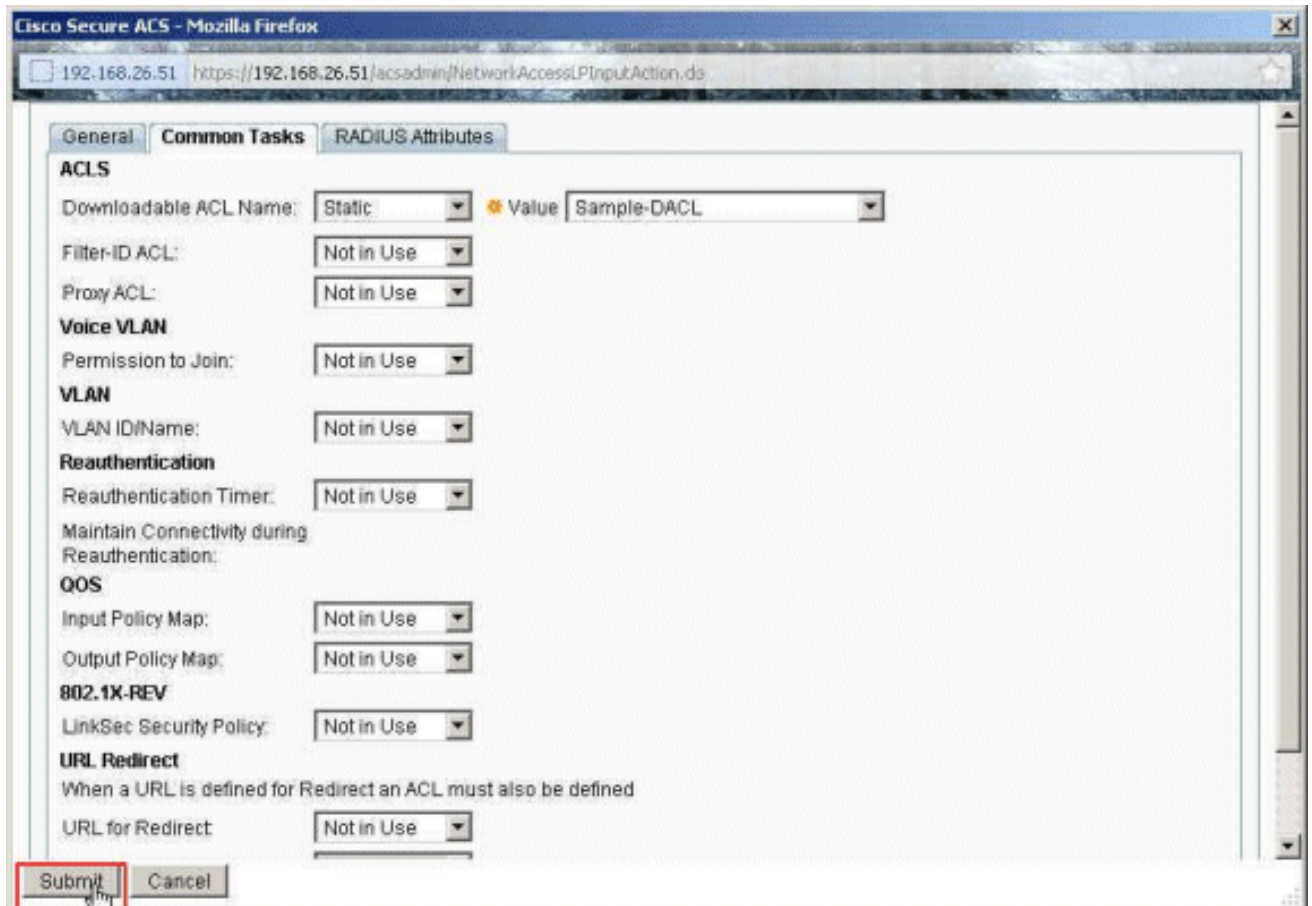 Cisco Secure ACS - Mozilla Firefox
192.168.26.51 https://192.168.26.51/acsadmin/NetworkAccessLPInputAction.do
General Common Tasks RADIUS Attributes
ACLS
Downloadable ACL Name: Static Value Sample-DACL
Filter-ID ACL: Not in Use
Proxy ACL: Not in Use
Voice VLAN
Permission to Join: Not in Use
VLAN
VLAN ID/Name: Not in Use
Reauthentication
Reauthentication Timer: Not in Use
Maintain Connectivity during
Reauthentication:
QOS
Input Policy Map: Not in Use
Output Policy Map: Not in Use
802.1X-REV
LinkSec Security Policy: Not in Use
URL Redirect
When a URL is defined for Redirect an ACL must also be defined
URL for Redirect Not in Use
Submit Cancel